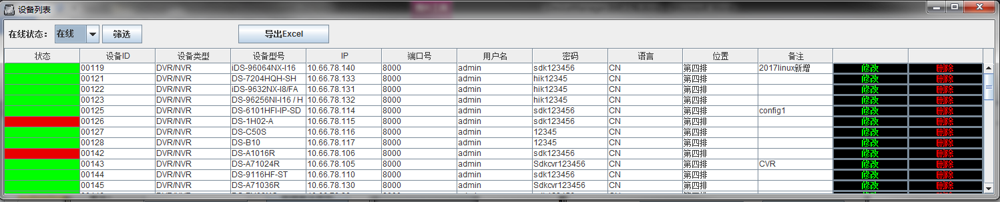 设备列表
在线状态： 在线 筛选 导出Excel
状态 设备ID 设备类型 设备型号 IP 端口号 用户名 密码 语言 位置 备注
00119 DVR/NVR iDS-96064NX-I16 10.66.78.140 8000 admin sdk123456 CN 第四排 2017linux新增 修改 删除
00121 DVR/NVR DS-7204HQH-SH 10.66.78.133 8000 admin hik12345 CN 第四排 修改 删除
00122 DVR/NVR iDS-9632NX-I8/FA 10.66.78.131 8000 admin hik12345 CN 第四排 修改 删除
00123 DVR/NVR DS-96256NI-I16 / H 10.66.78.132 8000 admin hik12345 CN 第四排 修改 删除
00125 DVR/NVR DS-6101HFI-IP-SD 10.66.78.114 8000 admin sdk123456 CN 第四排 config1 修改 删除
00126 DVR/NVR DS-1H02-A 10.66.78.115 8000 admin sdk123456 CN 第四排 修改 删除
00127 DVR/NVR DS-C50S 10.66.78.116 8000 admin 12345 CN 第四排 修改 删除
00128 DVR/NVR DS-B10 10.66.78.117 8000 admin 12345 CN 第四排 修改 删除
00142 DVR/NVR DS-A1016R 10.66.78.106 8000 admin sdk123456 CN 第四排 修改 删除
00143 DVR/NVR DS-A71024R 10.66.78.105 8000 admin Sdkcvr123456 CN 第四排 CVR 修改 删除
00144 DVR/NVR DS-9116HF-ST 10.66.78.110 8000 admin sdk123456 CN 第四排 修改 删除
00145 DVR/NVR DS-A71036R 10.66.78.130 8000 admin Sdkcvr123456 CN 第四排 修改 删除